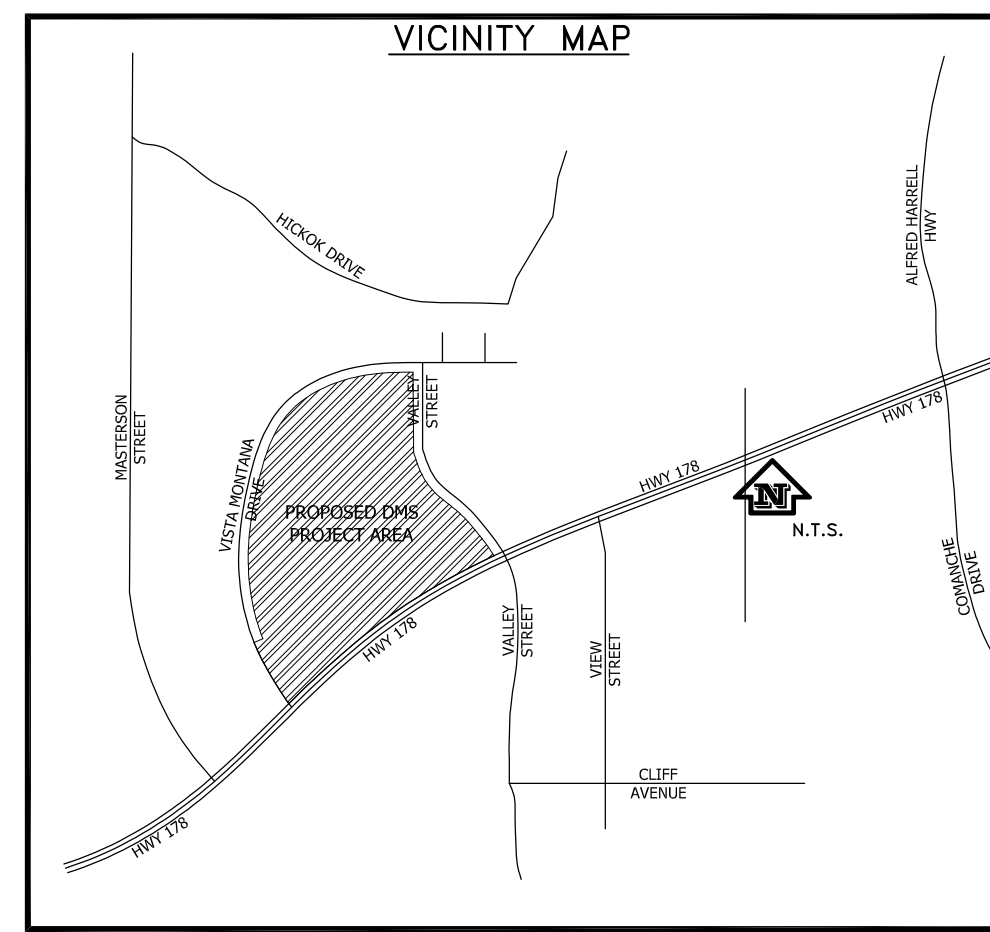 VICINITY MAP
ALFRED HARRELL
HWY
HICKOK DRIVE
MASTERSON
STREET
VALLEY
STREET
VISTA MONTANA
DRIVE
PROPOSED DMS
PROJECT AREA
HWY 178
HWY 178
N
N.T.S.
HWY 178
COMANCHE
DRIVE
VALLEY
STREET
VIEW
STREET
CLIFF
AVENUE
HWY 178